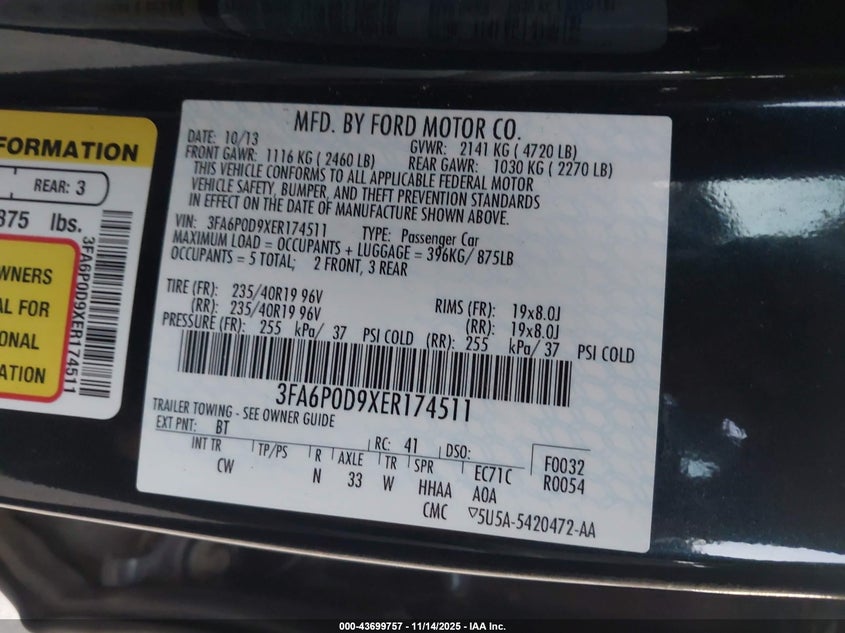 FORMATION
REAR: 3
375 lbs.
WNERS
AL FOR
ONAL
ATION
3FA6P0D9XER174511
MFD. BY FORD MOTOR CO.
DATE: 10/13 GVWR: 2141 KG ( 4720 LB)
FRONT GAWR: 1116 KG ( 2460 LB) REAR GAWR: 1030 KG ( 2270 LB)
THIS VEHICLE CONFORMS TO ALL APPLICABLE FEDERAL MOTOR
VEHICLE SAFETY, BUMPER, AND THEFT PREVENTION STANDARDS
IN EFFECT ON THE DATE OF MANUFACTURE SHOWN ABOVE.
VIN: 3FA6P0D9XER174511 TYPE: Passenger Car
MAXIMUM LOAD = OCCUPANTS + LUGGAGE = 396KG/ 875LB
OCCUPANTS = 5 TOTAL; 2 FRONT, 3 REAR
TIRE (FR): 235/40R19 96V RIMS (FR): 19x8.0J
(RR): 235/40R19 96V (RR): 19x8.0J
PRESSURE (FR): 255 kPa/ 37 PSI COLD (RR): 255 kPa/ 37 PSI COLD
3FA6P0D9XER174511
TRAILER TOWING - SEE OWNER GUIDE
EXT PNT: BT RC: 41 DSO: F0032
INT TR TP/PS R AXLE TR SPR EC71C R0054
CW N 33 W HHAA A0A
CMC 5U5A-5420472-AA
000-43699757 - 11/14/2025 - IAA Inc.